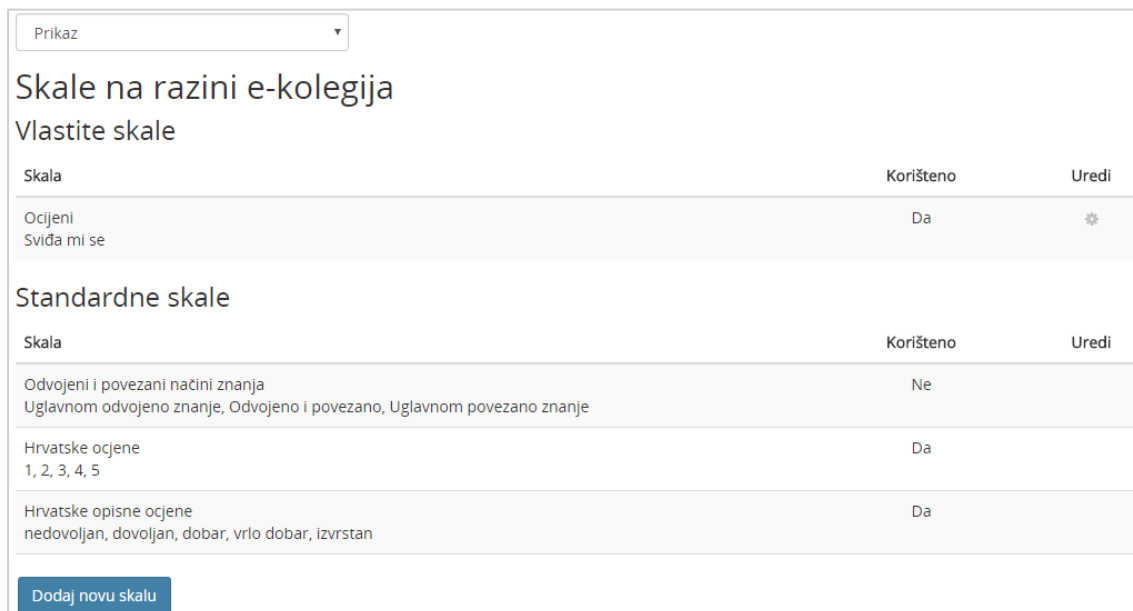 Prikaz
Skale na razini e-kolegija
Vlastite skale
Skala Korišteno Uredi
Ocijeni Da
Sviđa mi se
Standardne skale
Skala Korišteno Uredi
Odvojeni i povezani načini znanja Ne
Uglavnom odvojeno znanje, Odvojeno i povezano, Uglavnom povezano znanje
Hrvatske ocjene Da
1, 2, 3, 4, 5
Hrvatske opisne ocjene Da
nedovoljan, dovoljan, dobar, vrlo dobar, izvrstan
Dodaj novu skalu